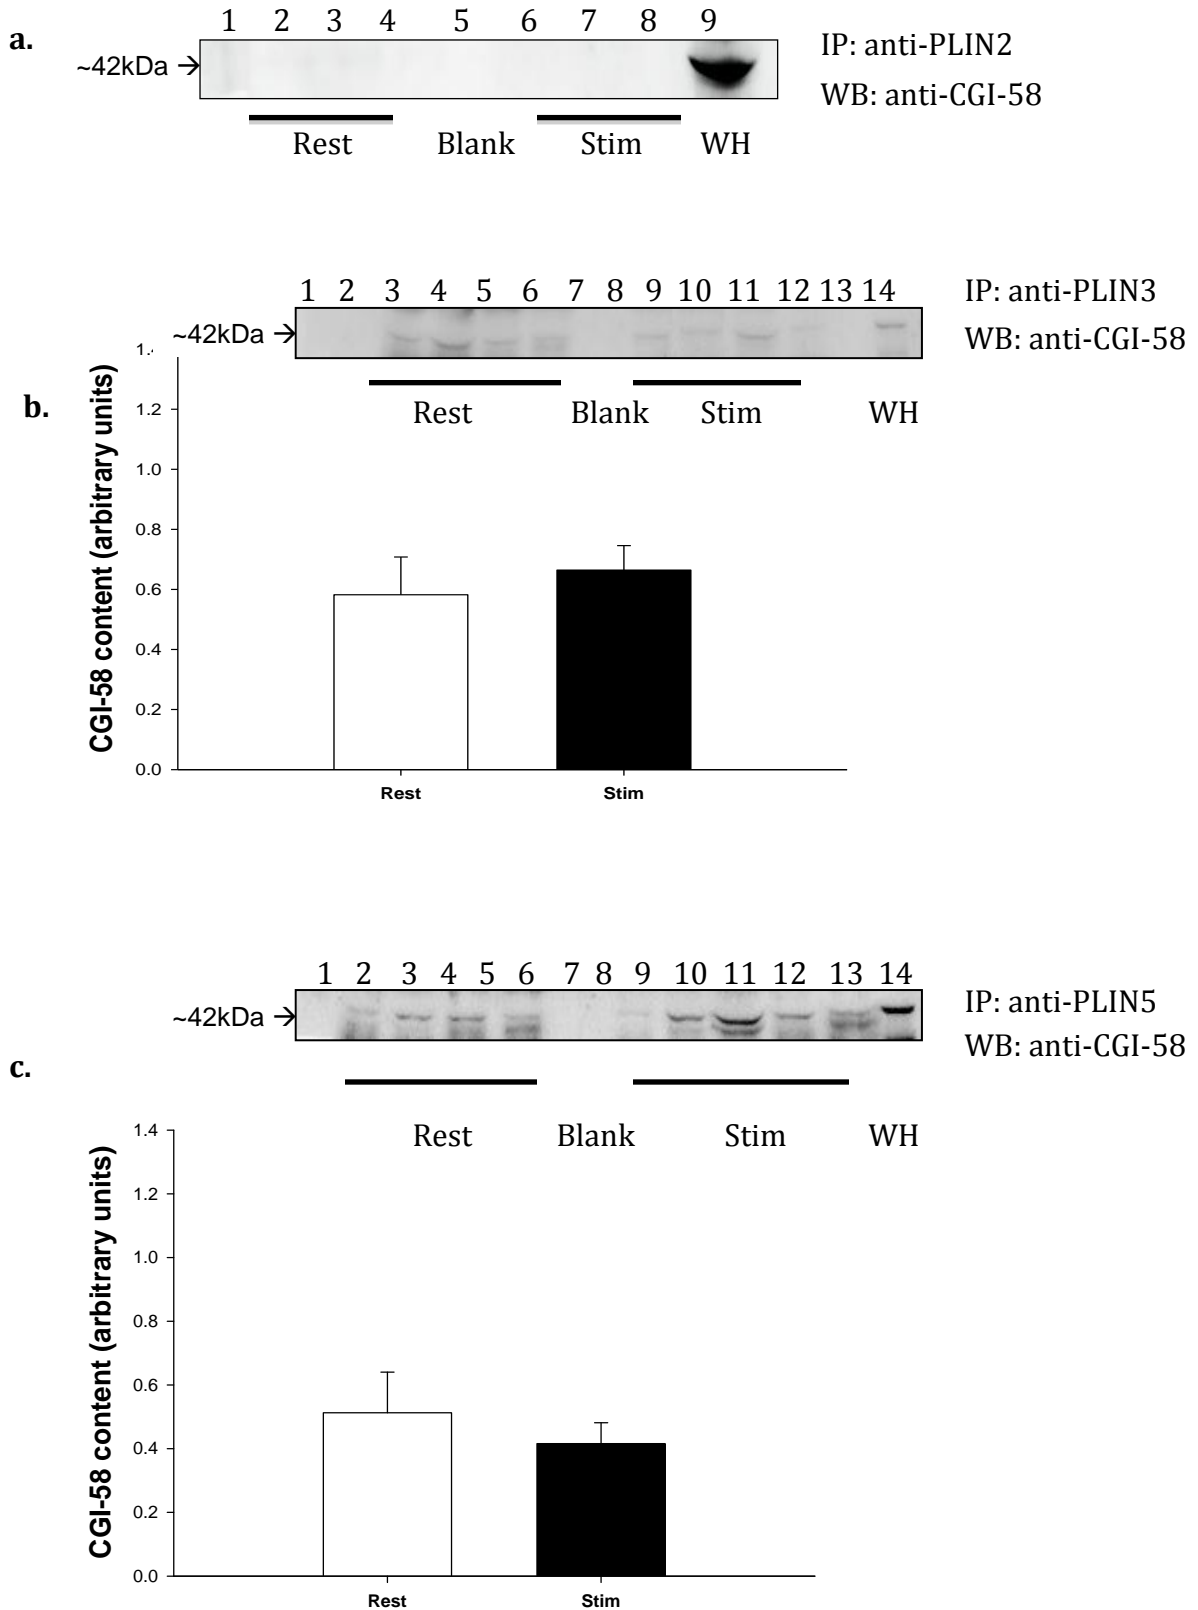 a.
1 2 3 4 5 6 7 8 9
~42kDa →
IP: anti-PLIN2
WB: anti-CGI-58
Rest Blank Stim WH
1 2 3 4 5 6 7 8 9 10 11 12 13 14
~42kDa →
IP: anti-PLIN3
WB: anti-CGI-58
Rest Blank Stim WH
b.
CGI-58 content (arbitrary units)
1.2
1.0
0.8
0.6
0.4
0.2
0.0
Rest Stim
1 2 3 4 5 6 7 8 9 10 11 12 13 14
~42kDa →
IP: anti-PLIN5
WB: anti-CGI-58
c.
Rest Blank Stim WH
CGI-58 content (arbitrary units)
1.4
1.2
1.0
0.8
0.6
0.4
0.2
0.0
Rest Stim